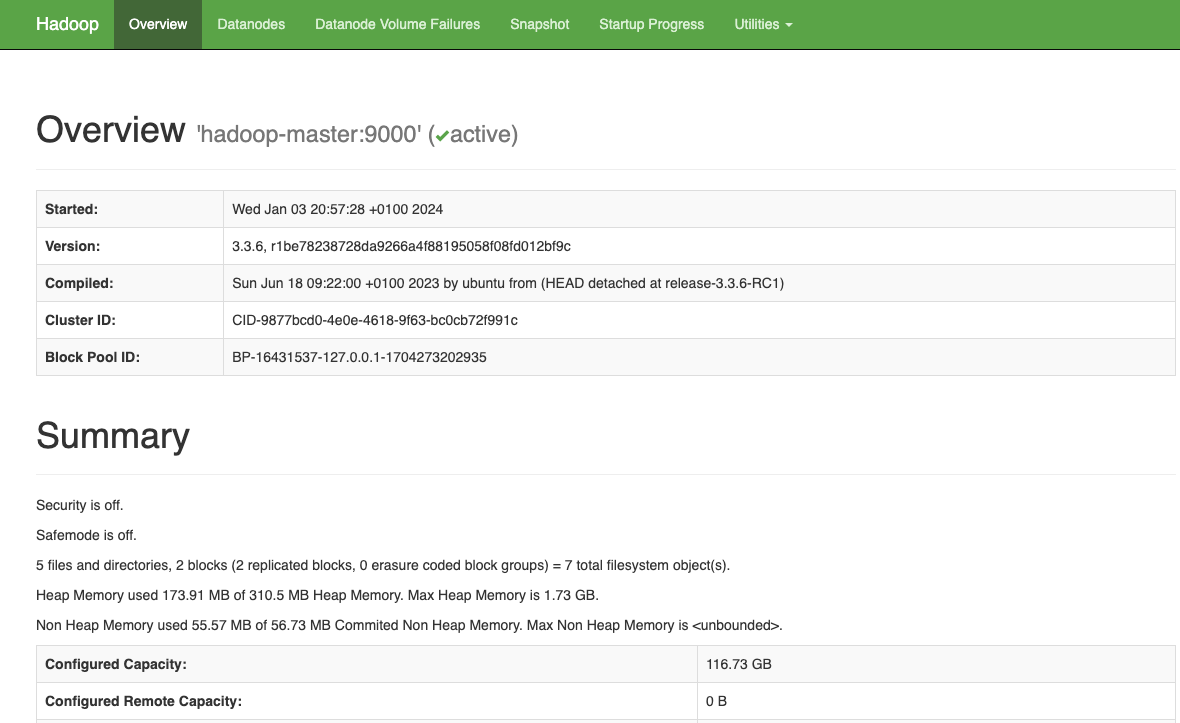 Hadoop Overview Datanodes Datanode Volume Failures Snapshot Startup Progress Utilities
Overview 'hadoop-master:9000' (✔active)
Started: Wed Jan 03 20:57:28 +0100 2024
Version: 3.3.6, r1be78238728da9266a4f88195058f08fd012bf9c
Compiled: Sun Jun 18 09:22:00 +0100 2023 by ubuntu from (HEAD detached at release-3.3.6-RC1)
Cluster ID: CID-9877bcd0-4e0e-4618-9f63-bc0cb72f991c
Block Pool ID: BP-16431537-127.0.0.1-1704273202935
Summary
Security is off.
Safemode is off.
5 files and directories, 2 blocks (2 replicated blocks, 0 erasure coded block groups) = 7 total filesystem object(s).
Heap Memory used 173.91 MB of 310.5 MB Heap Memory. Max Heap Memory is 1.73 GB.
Non Heap Memory used 55.57 MB of 56.73 MB Commited Non Heap Memory. Max Non Heap Memory is <unbounded>.
Configured Capacity: 116.73 GB
Configured Remote Capacity: 0 B